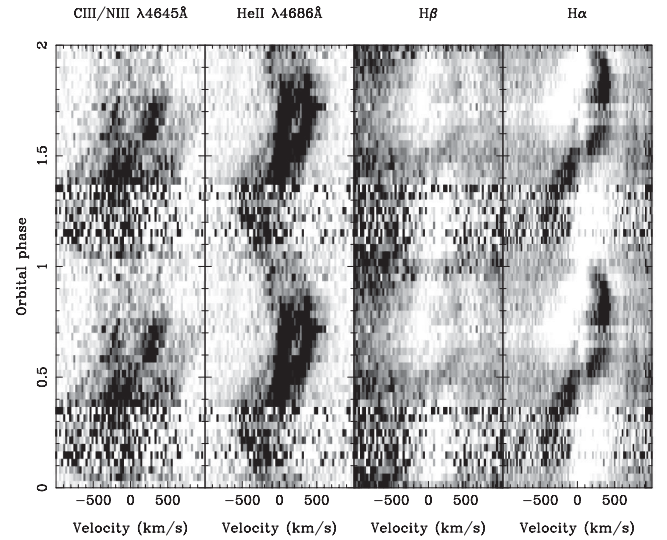 CIII/NIII λ4645Å HeII λ4686Å Hβ Hα
2
1.5
1
0.5
0
Orbital phase
−500 0 500 −500 0 500 −500 0 500 −500 0 500
Velocity (km/s) Velocity (km/s) Velocity (km/s) Velocity (km/s)